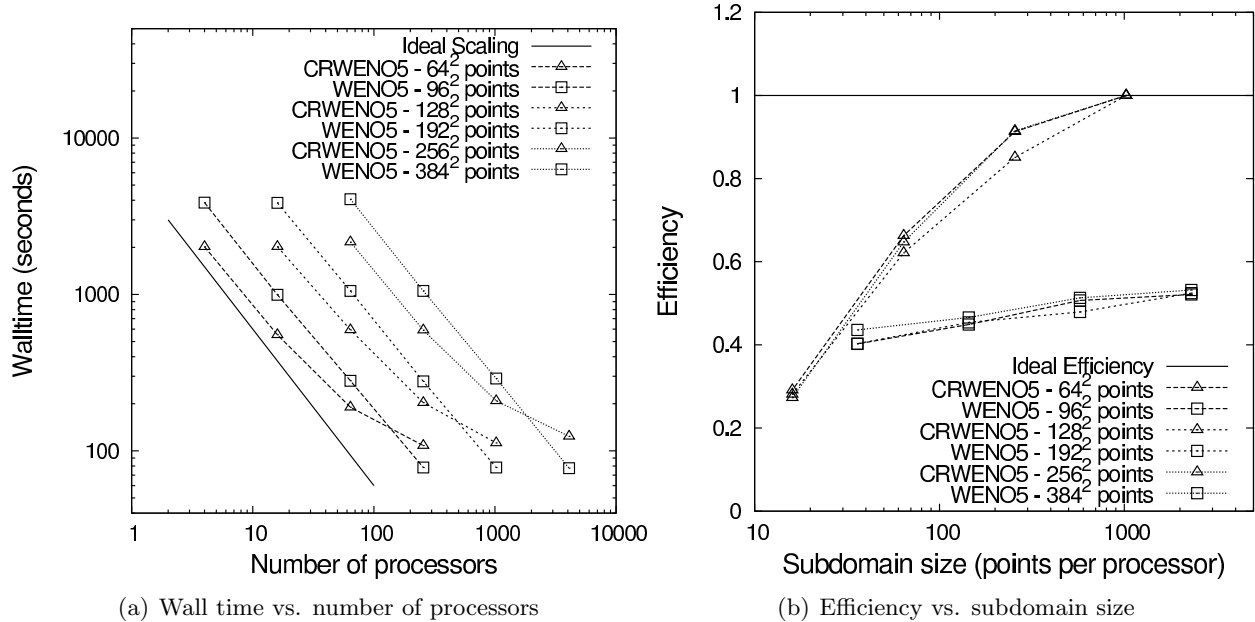 Walltime (seconds)
10000
1000
100
1 10 100 1000 10000
Number of processors
Ideal Scaling
CRWENO5 - 64² points
WENO5 - 96² points
CRWENO5 - 128² points
WENO5 - 192² points
CRWENO5 - 256² points
WENO5 - 384² points
(a) Wall time vs. number of processors
Efficiency
1.2
1
0.8
0.6
0.4
0.2
0
10 100 1000
Subdomain size (points per processor)
Ideal Efficiency
CRWENO5 - 64² points
WENO5 - 96² points
CRWENO5 - 128² points
WENO5 - 192² points
CRWENO5 - 256² points
WENO5 - 384² points
(b) Efficiency vs. subdomain size